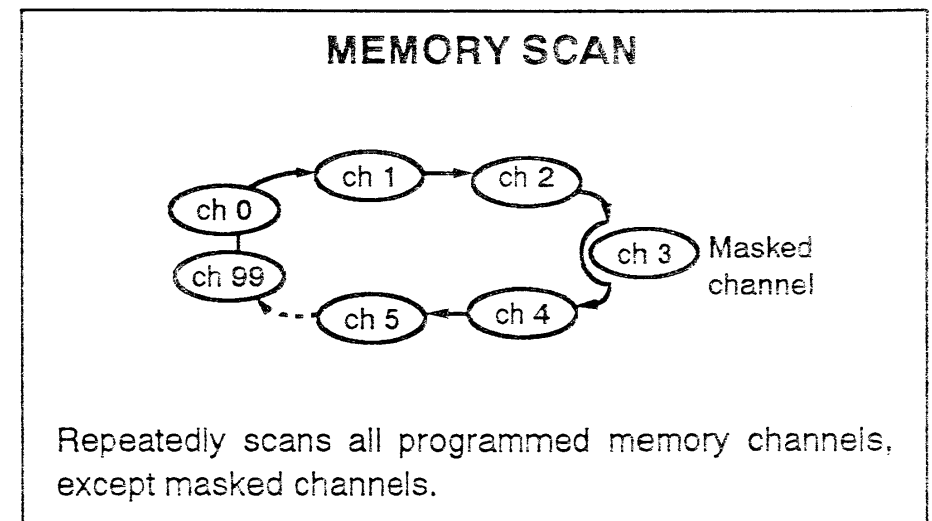 MEMORY SCAN
ch 1
ch 2
ch 0
ch 3
Masked
channel
ch 99
ch 5
ch 4
Repeatedly scans all programmed memory channels,
except masked channels.